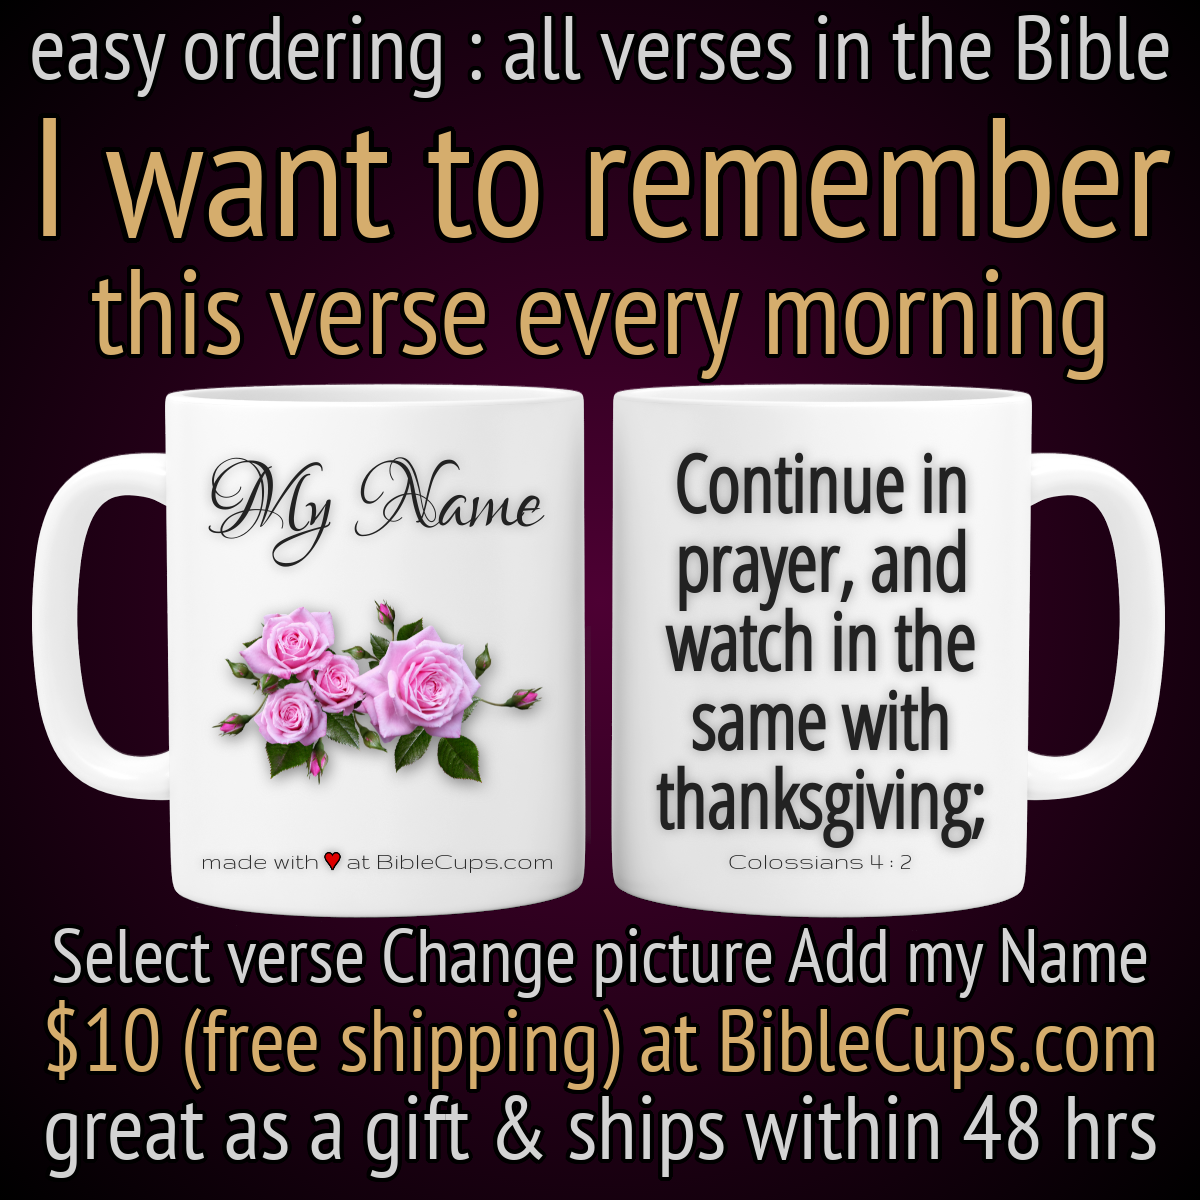 easy ordering : all verses in the Bible
I want to remember
this verse every morning
My Name
made with ♥ at BibleCups.com
Continue in
prayer, and
watch in the
same with
thanksgiving;
Colossians 4 : 2
Select verse Change picture Add my Name
$10 (free shipping) at BibleCups.com
great as a gift & ships within 48 hrs